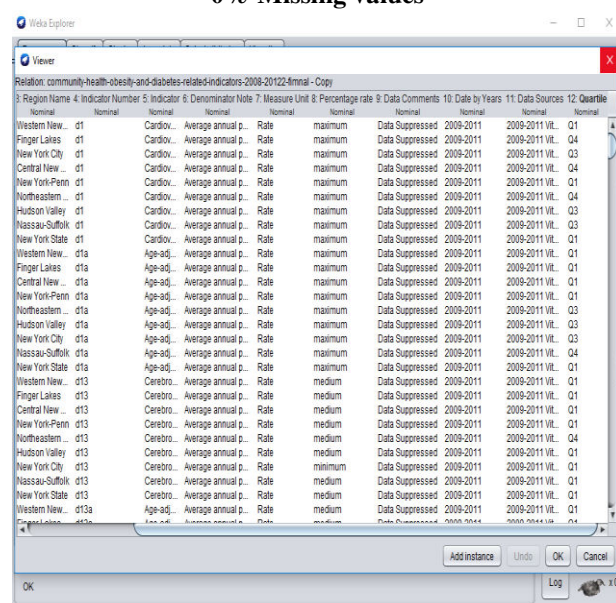 0% Missing values
Weka Explorer
Viewer
Relation: community-health-obesity-and-diabetes-related-indicators-2008-20122-fimnal - Copy
3: Region Name 4: Indicator Number 5: Indicator 6: Denominator Note 7: Measure Unit 8: Percentage rate 9: Data Comments 10: Date by Years 11: Data Sources 12: Quartile
Nominal Nominal Nominal Nominal Nominal Nominal Nominal Nominal Nominal Nominal
Western New... d1 Cardiov... Average annual p... Rate maximum Data Suppressed 2009-2011 2009-2011 Vit... Q1
Finger Lakes d1 Cardiov... Average annual p... Rate maximum Data Suppressed 2009-2011 2009-2011 Vit... Q4
New York City d1 Cardiov... Average annual p... Rate maximum Data Suppressed 2009-2011 2009-2011 Vit... Q3
Central New ... d1 Cardiov... Average annual p... Rate maximum Data Suppressed 2009-2011 2009-2011 Vit... Q4
New York-Penn d1 Cardiov... Average annual p... Rate maximum Data Suppressed 2009-2011 2009-2011 Vit... Q1
Northeastern ... d1 Cardiov... Average annual p... Rate maximum Data Suppressed 2009-2011 2009-2011 Vit... Q4
Hudson Valley d1 Cardiov... Average annual p... Rate maximum Data Suppressed 2009-2011 2009-2011 Vit... Q3
Nassau-Suffolk d1 Cardiov... Average annual p... Rate maximum Data Suppressed 2009-2011 2009-2011 Vit... Q3
New York State d1 Cardiov... Average annual p... Rate maximum Data Suppressed 2009-2011 2009-2011 Vit... Q1
Western New... d1a Age-adj... Average annual p... Rate maximum Data Suppressed 2009-2011 2009-2011 Vit... Q1
Finger Lakes d1a Age-adj... Average annual p... Rate maximum Data Suppressed 2009-2011 2009-2011 Vit... Q1
Central New ... d1a Age-adj... Average annual p... Rate maximum Data Suppressed 2009-2011 2009-2011 Vit... Q1
New York-Penn d1a Age-adj... Average annual p... Rate maximum Data Suppressed 2009-2011 2009-2011 Vit... Q1
Northeastern ... d1a Age-adj... Average annual p... Rate maximum Data Suppressed 2009-2011 2009-2011 Vit... Q3
Hudson Valley d1a Age-adj... Average annual p... Rate maximum Data Suppressed 2009-2011 2009-2011 Vit... Q3
New York City d1a Age-adj... Average annual p... Rate maximum Data Suppressed 2009-2011 2009-2011 Vit... Q3
Nassau-Suffolk d1a Age-adj... Average annual p... Rate maximum Data Suppressed 2009-2011 2009-2011 Vit... Q4
New York State d1a Age-adj... Average annual p... Rate maximum Data Suppressed 2009-2011 2009-2011 Vit... Q1
Western New... d13 Cerebro... Average annual p... Rate medium Data Suppressed 2009-2011 2009-2011 Vit... Q1
Finger Lakes d13 Cerebro... Average annual p... Rate medium Data Suppressed 2009-2011 2009-2011 Vit... Q1
Central New ... d13 Cerebro... Average annual p... Rate medium Data Suppressed 2009-2011 2009-2011 Vit... Q1
New York-Penn d13 Cerebro... Average annual p... Rate medium Data Suppressed 2009-2011 2009-2011 Vit... Q1
Northeastern ... d13 Cerebro... Average annual p... Rate medium Data Suppressed 2009-2011 2009-2011 Vit... Q4
Hudson Valley d13 Cerebro... Average annual p... Rate medium Data Suppressed 2009-2011 2009-2011 Vit... Q1
New York City d13 Cerebro... Average annual p... Rate minimum Data Suppressed 2009-2011 2009-2011 Vit... Q1
Nassau-Suffolk d13 Cerebro... Average annual p... Rate medium Data Suppressed 2009-2011 2009-2011 Vit... Q1
New York State d13 Cerebro... Average annual p... Rate medium Data Suppressed 2009-2011 2009-2011 Vit... Q1
Western New... d13a Age-adj... Average annual p... Rate medium Data Suppressed 2009-2011 2009-2011 Vit... Q1
Add instance Undo OK Cancel
OK Log